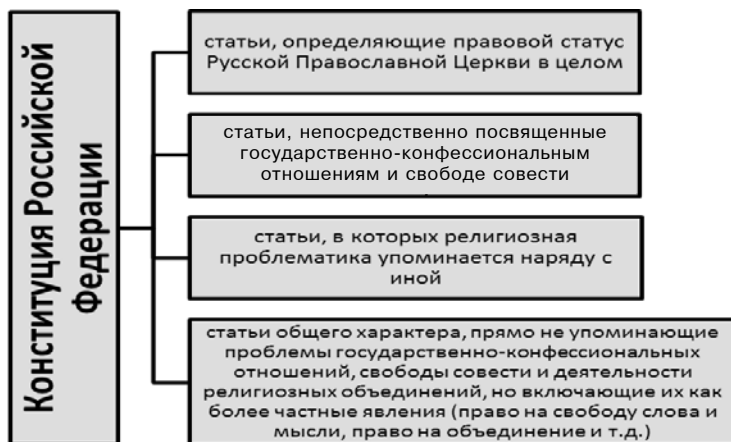 Конституция Российской
Федерации
статьи, определяющие правовой статус
Русской Православной Церкви в целом
статьи, непосредственно посвященные
государственно-конфессиональным
отношениям и свободе совести
статьи, в которых религиозная
проблематика упоминается наряду с
иной
статьи общего характера, прямо не упоминающие
проблемы государственно-конфессиональных
отношений, свободы совести и деятельности
религиозных объединений, но включающие их как
более частные явления (право на свободу слова и
мысли, право на объединение и т.д.)